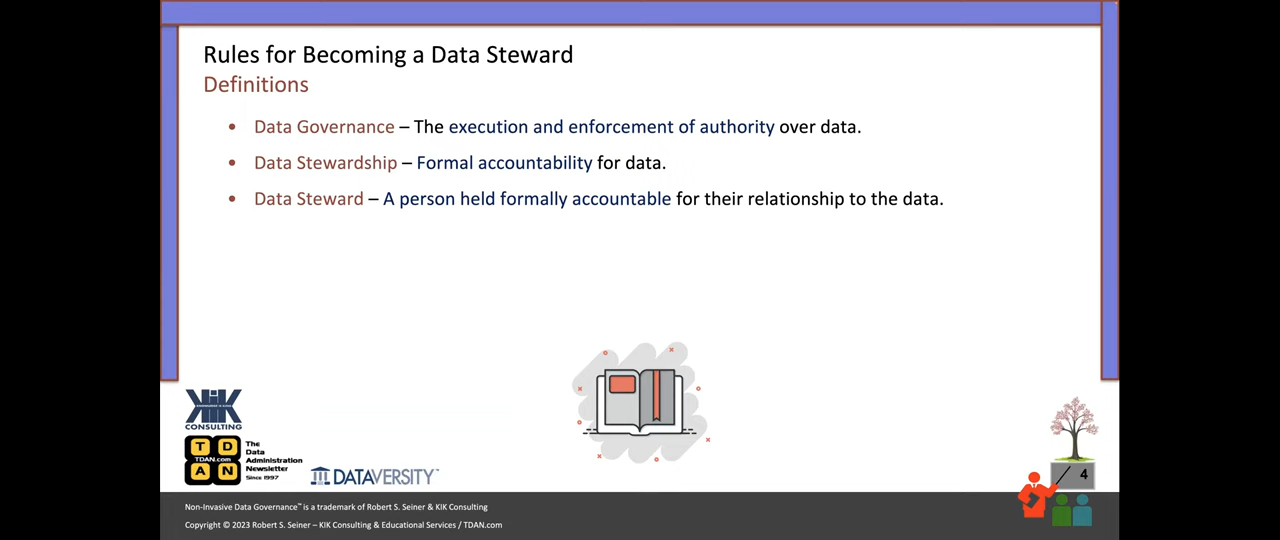 Rules for Becoming a Data Steward
Definitions
• Data Governance – The execution and enforcement of authority over data.
• Data Stewardship – Formal accountability for data.
• Data Steward – A person held formally accountable for their relationship to the data.
KIK
CONSULTING
T D
TDAN.com
A N
The
Data
Administration
Newsletter
Since 1997
DATAVERSITY™
4
Non-Invasive Data Governance™ is a trademark of Robert S. Seiner & KIK Consulting
Copyright © 2023 Robert S. Seiner – KIK Consulting & Educational Services / TDAN.com